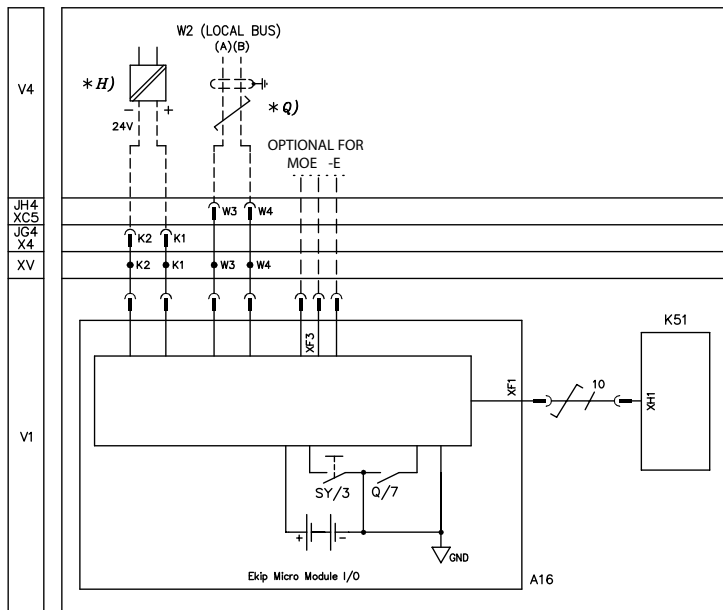 W2 (LOCAL BUS)
(A)(B)
V4
*H)
*Q)
- +
24V
OPTIONAL FOR
MOE -E
JH4
XC5
W3 W4
JG4
X4
K2 K1
XV
K2 K1 W3 W4
K51
XF3
XF1
10
XH1
V1
SY/3 Q/7
+ -
GND
Ekip Micro Module I/O
A16